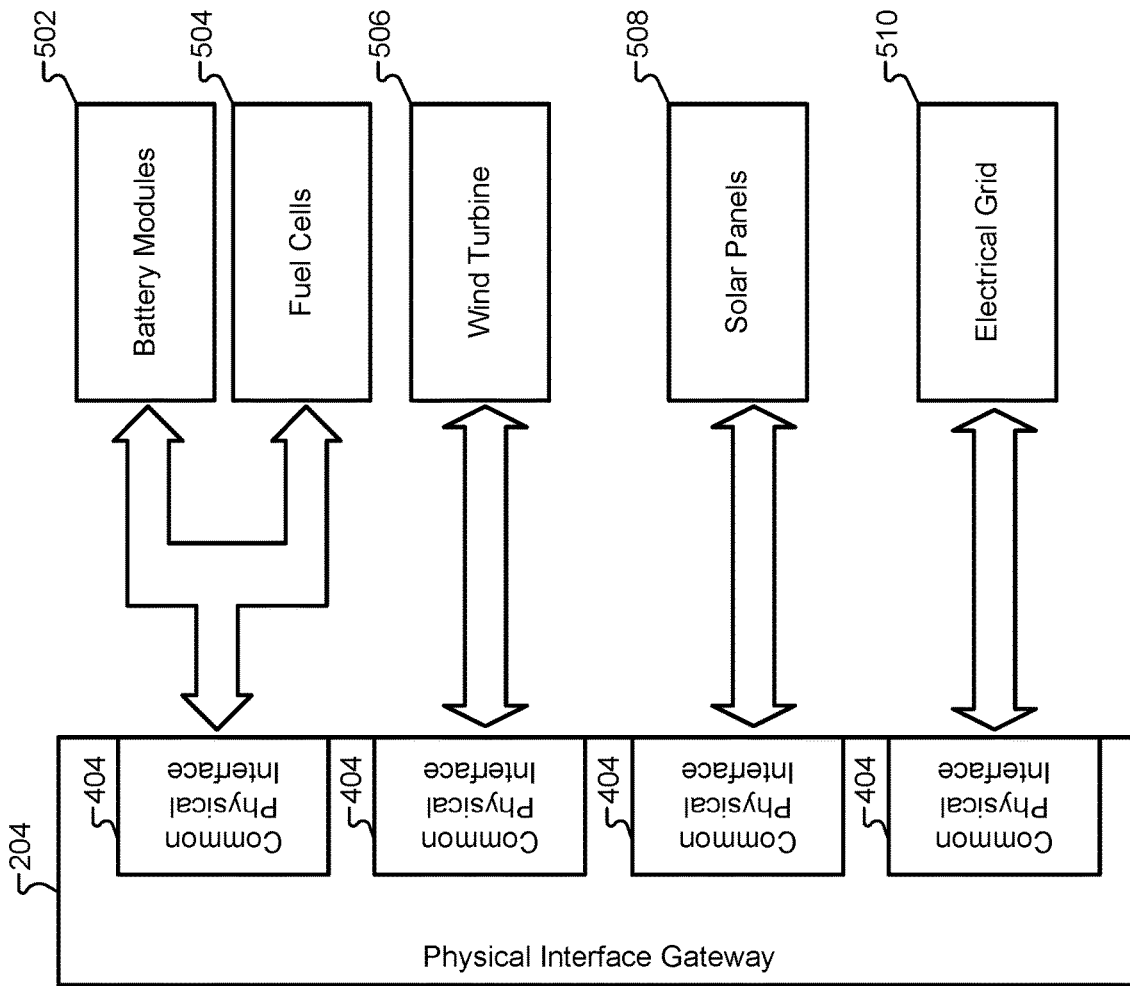 502
Battery Modules
504
Fuel Cells
506
Wind Turbine
508
Solar Panels
510
Electrical Grid
204
404
Common
Physical
Interface
404
Common
Physical
Interface
404
Common
Physical
Interface
404
Common
Physical
Interface
Physical Interface Gateway